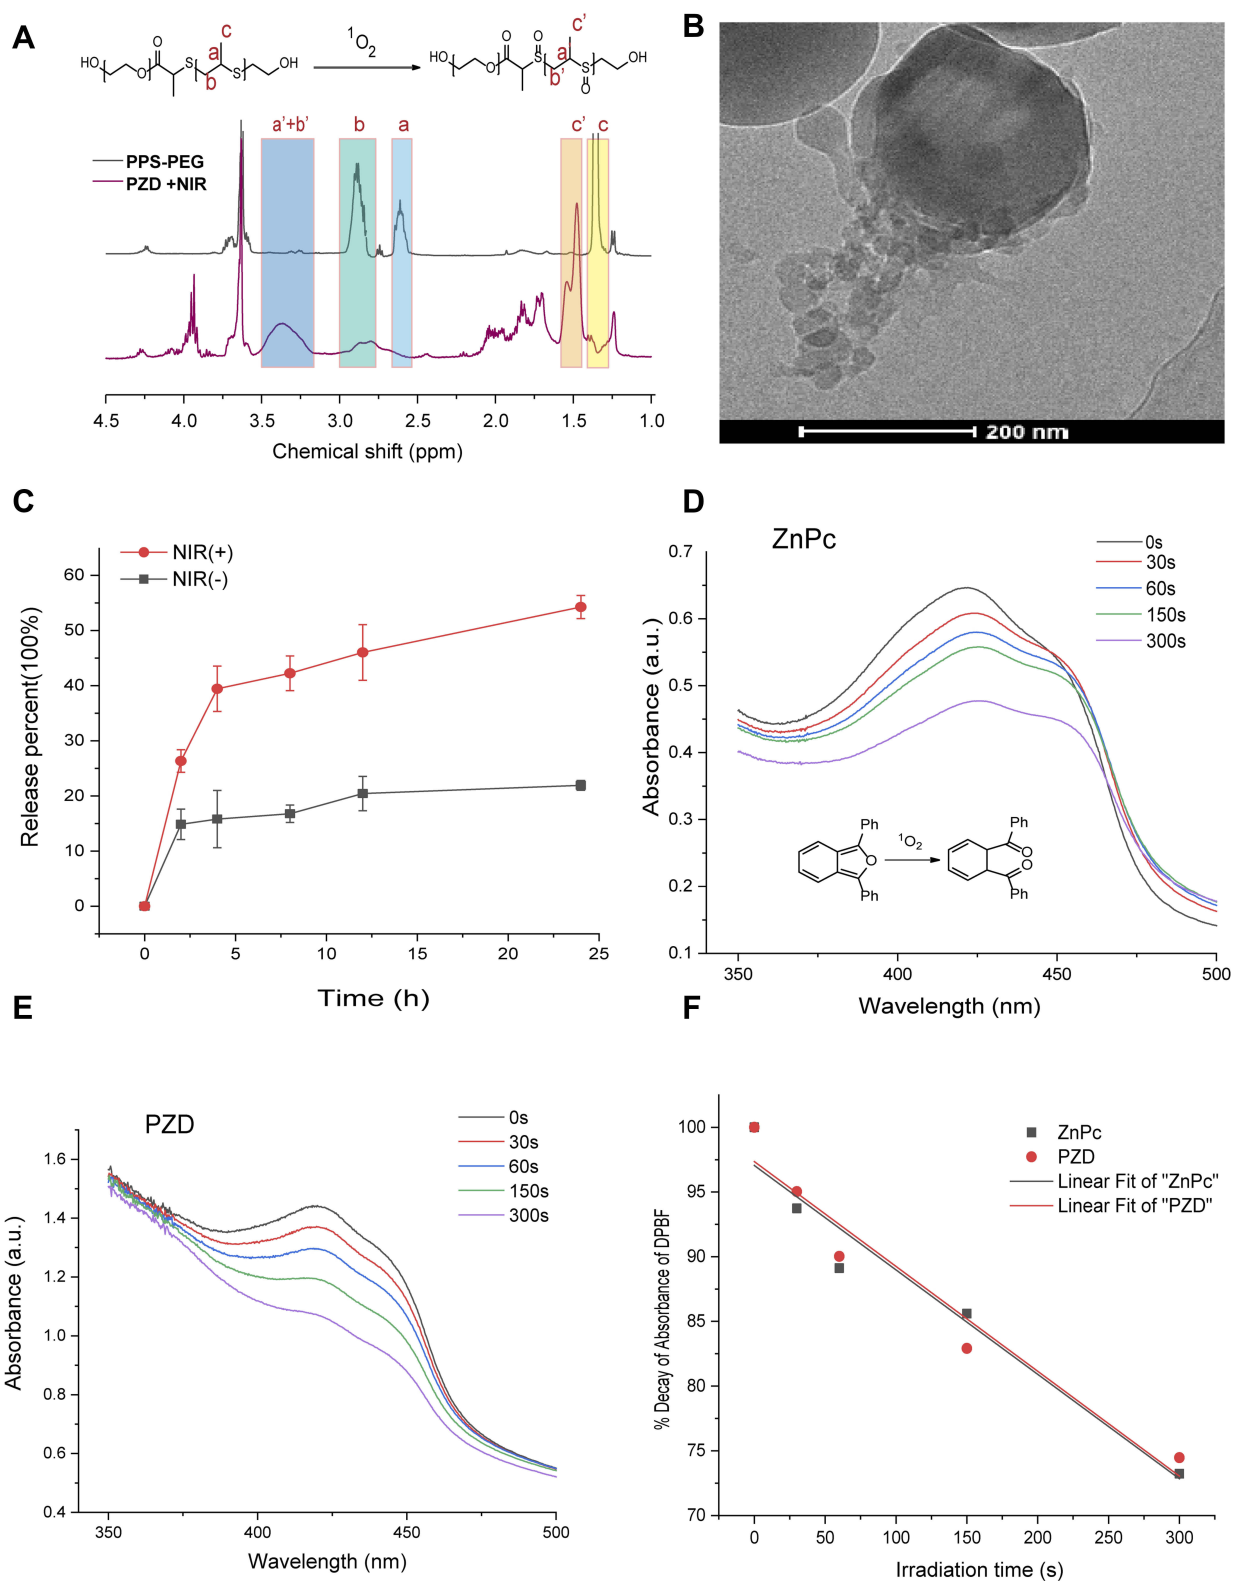 A
HO
O
O
S
a
c
b
S
OH
¹O₂
HO
O
O
O
S
a
c’
b’
S
O
OH
a’+b’
b
a
c’
c
PPS-PEG
PZD +NIR
4.5
4.0
3.5
3.0
2.5
2.0
1.5
1.0
Chemical shift (ppm)
B
200 nm
C
NIR(+)
NIR(-)
60
50
40
30
20
10
0
Release percent(100%)
0
5
10
15
20
25
Time (h)
D
ZnPc
0s
30s
60s
150s
300s
0.7
0.6
0.5
0.4
0.3
0.2
0.1
Absorbance (a.u.)
Ph
O
Ph
¹O₂
Ph
O
O
Ph
350
400
450
500
Wavelength (nm)
E
PZD
0s
30s
60s
150s
300s
1.6
1.4
1.2
1.0
0.8
0.6
0.4
Absorbance (a.u.)
350
400
450
500
Wavelength (nm)
F
ZnPc
PZD
Linear Fit of "ZnPc"
Linear Fit of "PZD"
100
95
90
85
80
75
70
% Decay of Absorbance of DPBF
0
50
100
150
200
250
300
Irradiation time (s)